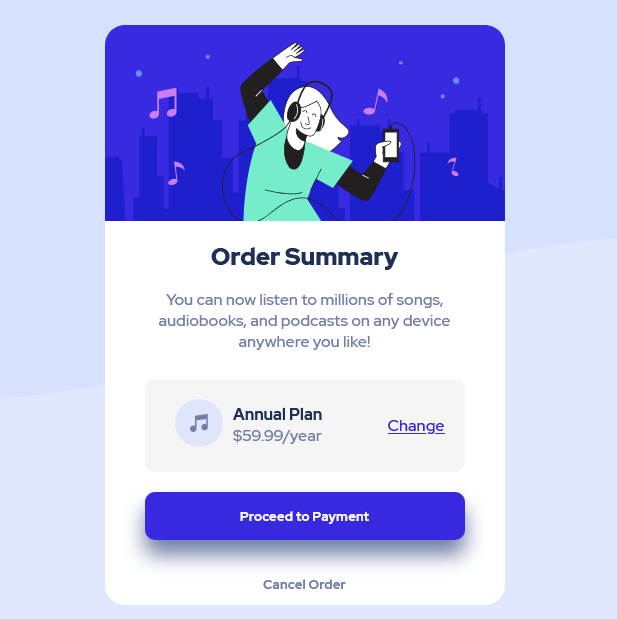 Order Summary
You can now listen to millions of songs,
audiobooks, and podcasts on any device
anywhere you like!
Annual Plan
$59.99/year
Change
Proceed to Payment
Cancel Order